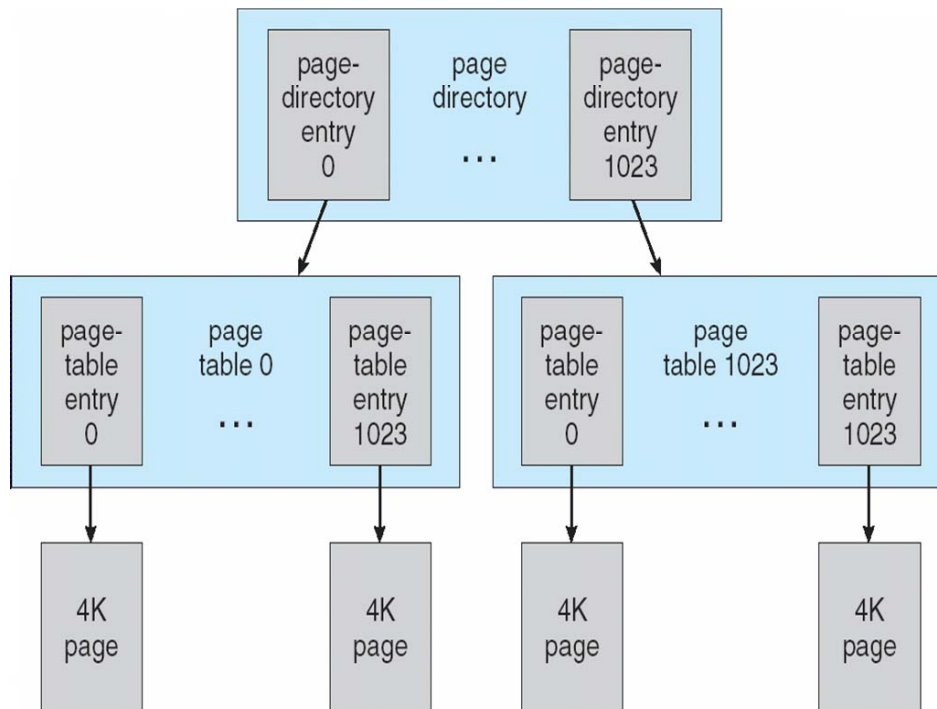 page-
directory
entry
0
page
directory
...
page-
directory
entry
1023
page-
table
entry
0
page
table 0
...
page-
table
entry
1023
page-
table
entry
0
page
table 1023
...
page-
table
entry
1023
4K
page
4K
page
4K
page
4K
page